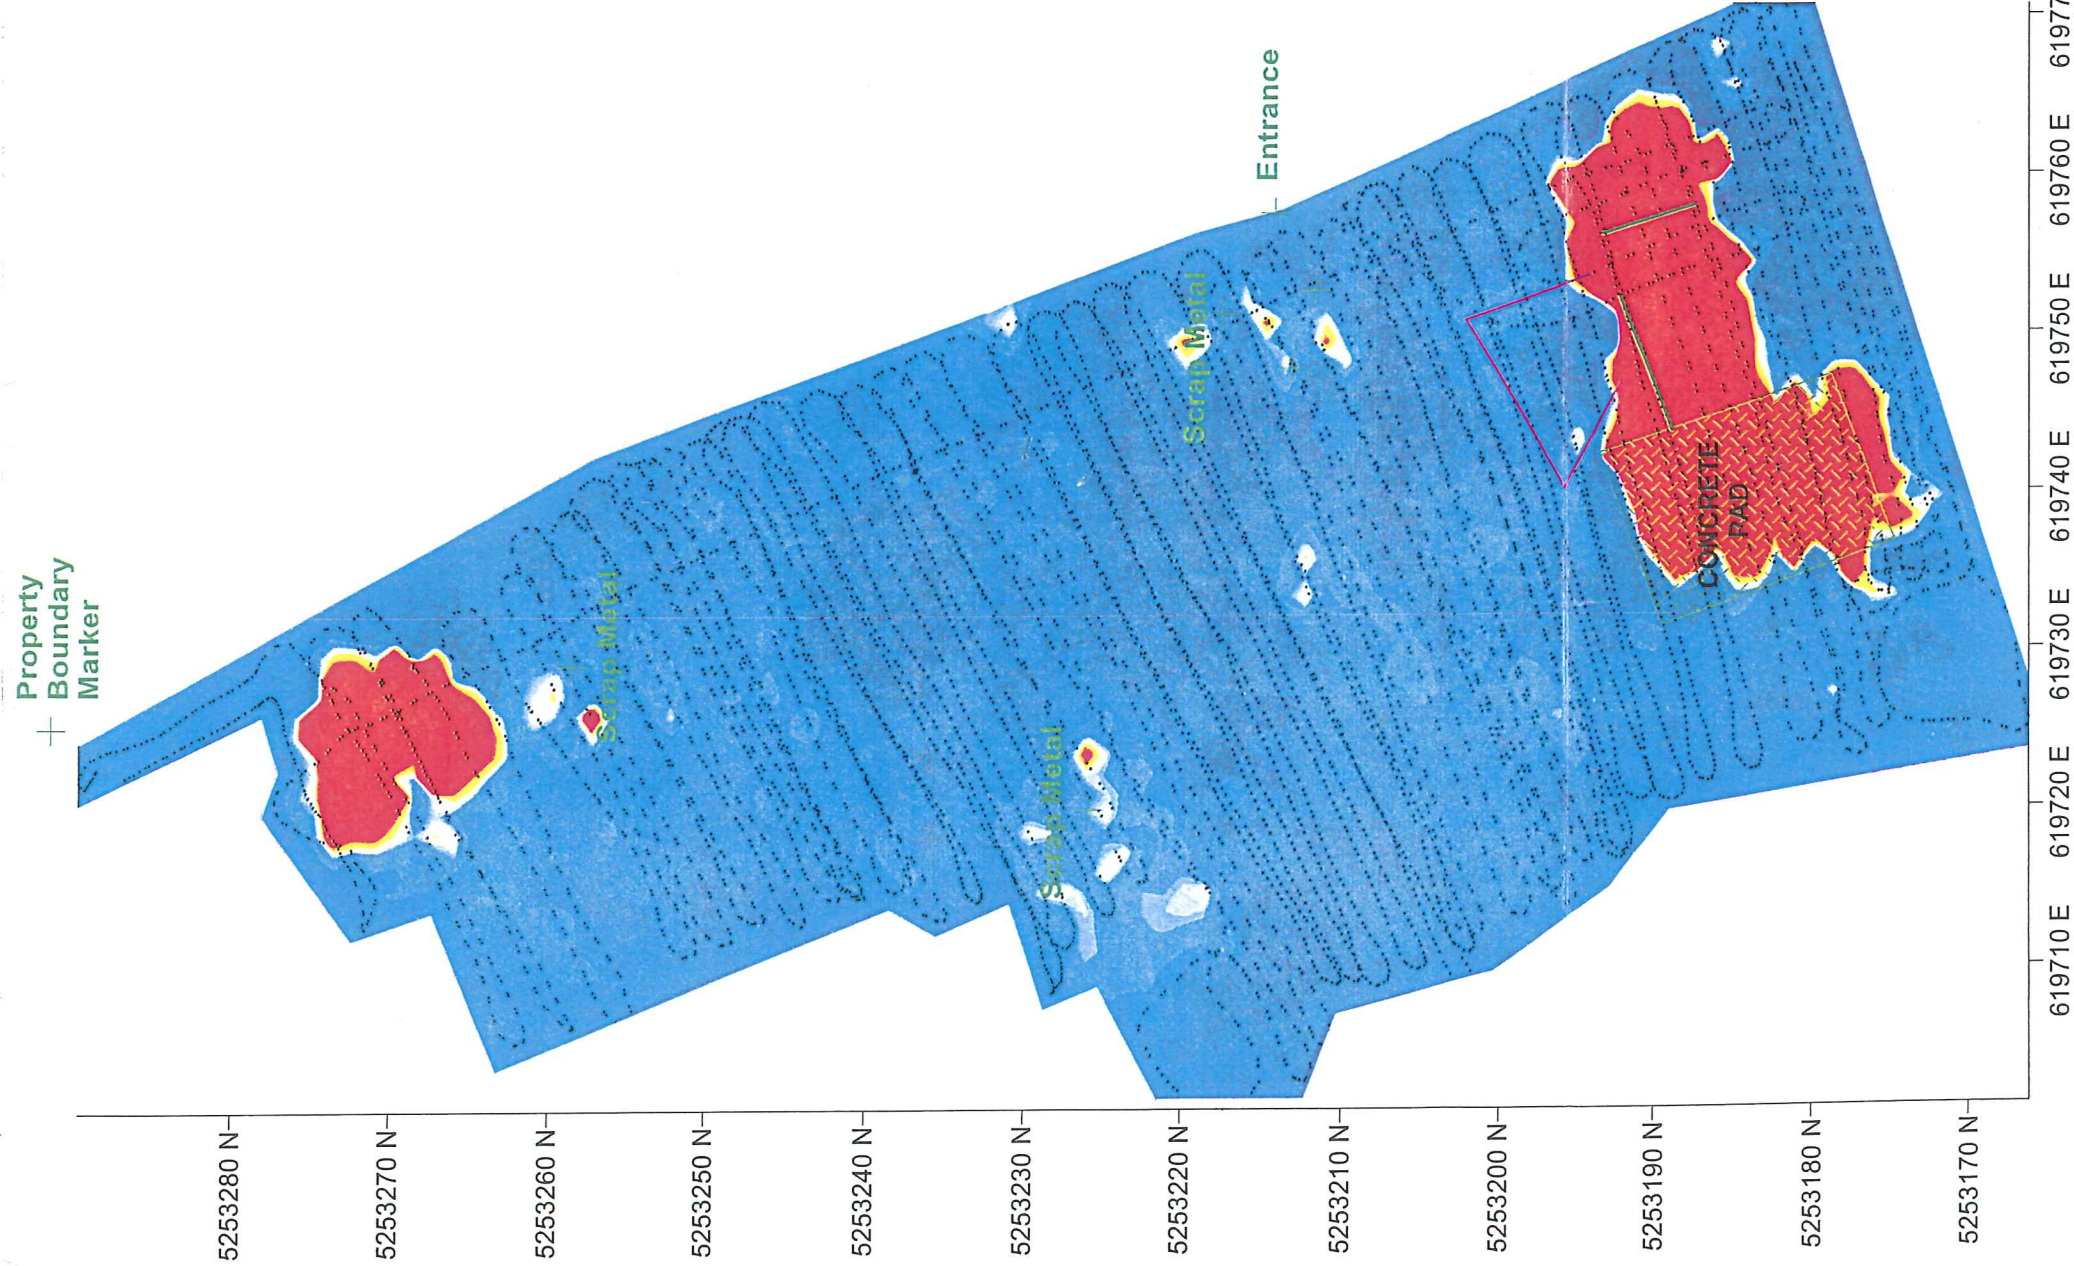 Property
Boundary
Marker
Entrance
Scrap Metal
Scrap Metal
Scrap Metal
CONCRETE
PAD
61977
619760 E
619750 E
619740 E
619730 E
619720 E
619710 E
5253280 N
5253270 N
5253260 N
5253250 N
5253240 N
5253230 N
5253220 N
5253210 N
5253200 N
5253190 N
5253180 N
5253170 N